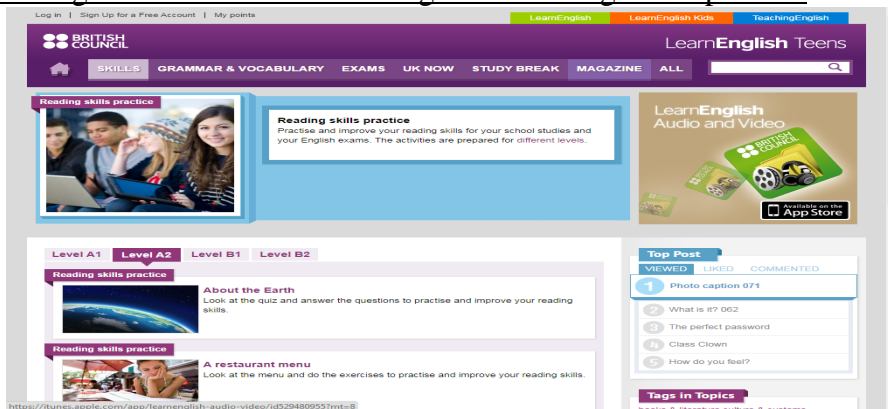 Log in | Sign Up for a Free Account | My points
LearnEnglish LearnEnglish Kids TeachingEnglish
BRITISH
COUNCIL
LearnEnglish Teens
SKILLS GRAMMAR & VOCABULARY EXAMS UK NOW STUDY BREAK MAGAZINE ALL
Reading skills practice
Reading skills practice
Practise and improve your reading skills for your school studies and
your English exams. The activities are prepared for different levels.
LearnEnglish
Audio and Video
BRITISH
COUNCIL
Available on the
App Store
Level A1 Level A2 Level B1 Level B2
Reading skills practice
About the Earth
Look at the quiz and answer the questions to practise and improve your reading
skills.
Reading skills practice
A restaurant menu
Look at the menu and do the exercises to practise and improve your reading skills.
Top Post
VIEWED LIKED COMMENTED
1 Photo caption 071
2 What is it? 062
3 The perfect password
4 Class Clown
5 How do you feel?
Tags in Topics
https://itunes.apple.com/app/learnenglish-audio-video/id529480955?mt=8